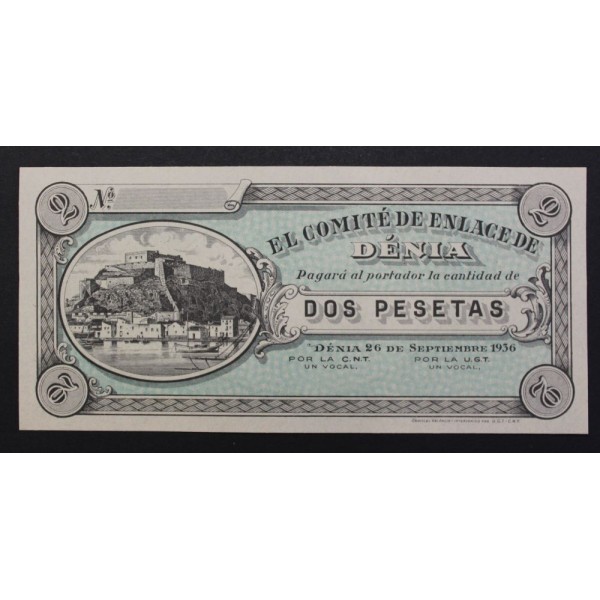 2
Nº
2
EL COMITÉ DE ENLACE DE
DÉNIA
Pagará al portador la cantidad de
DOS PESETAS
DÉNIA 26 DE SEPTIEMBRE 1936
POR LA C.N.T. POR LA U.G.T.
UN VOCAL. UN VOCAL.
2
2